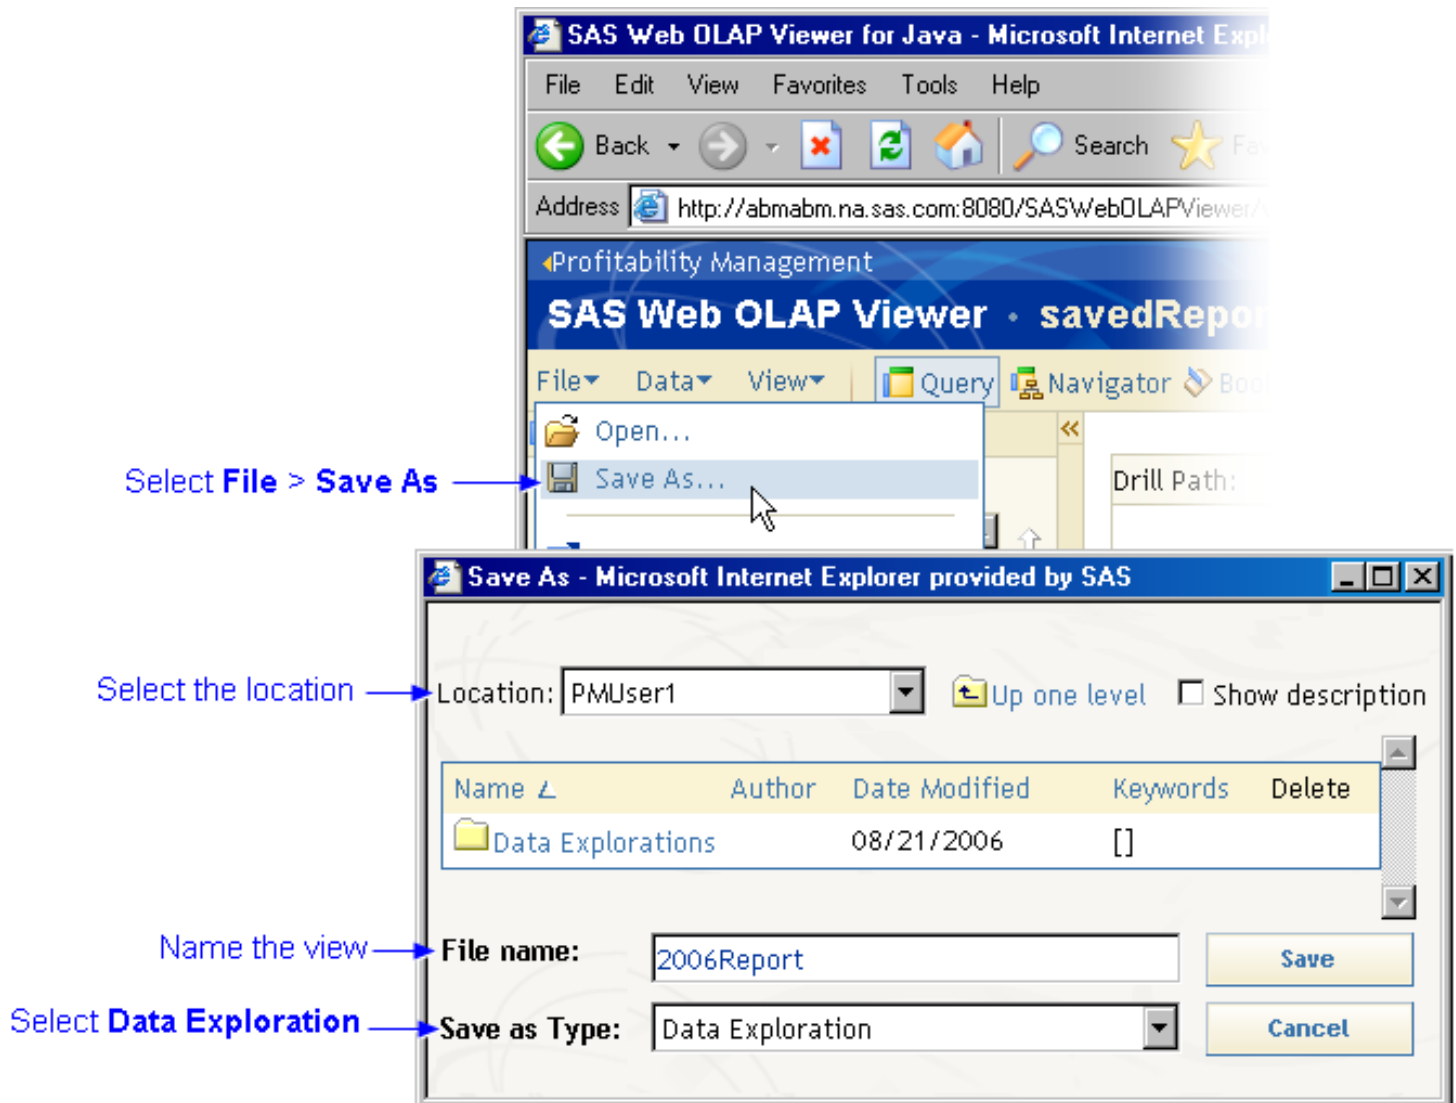 SAS Web OLAP Viewer for Java - Microsoft Internet Expl
File Edit View Favorites Tools Help
Back Search Fav
Address http://abmabm.na.sas.com:8080/SASWebOLAPViewer/
Profitability Management
SAS Web OLAP Viewer • savedRepor
File Data View Query Navigator Boo
Open...
Select File > Save As
Save As...
Drill Path:
Save As - Microsoft Internet Explorer provided by SAS
Select the location
Location: PMUser1 Up one level Show description
Name Author Date Modified Keywords Delete
Data Explorations 08/21/2006 []
Name the view
File name: 2006Report Save
Select Data Exploration
Save as Type: Data Exploration Cancel